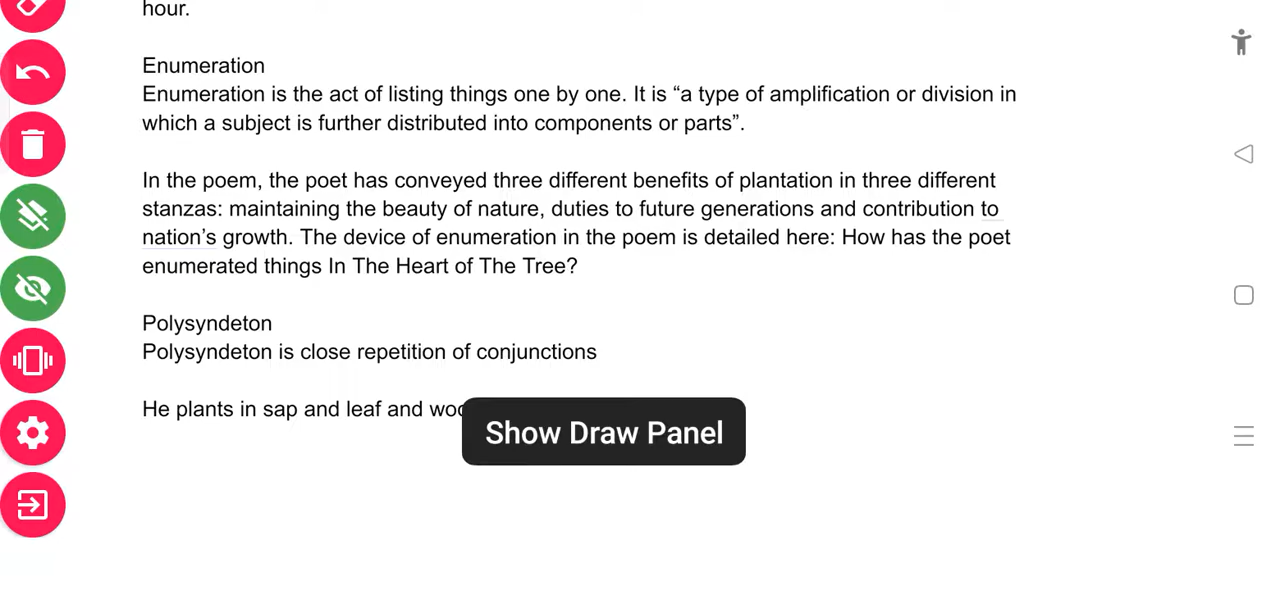 hour.
Enumeration
Enumeration is the act of listing things one by one. It is “a type of amplification or division in
which a subject is further distributed into components or parts”.
In the poem, the poet has conveyed three different benefits of plantation in three different
stanzas: maintaining the beauty of nature, duties to future generations and contribution to
nation’s growth. The device of enumeration in the poem is detailed here: How has the poet
enumerated things In The Heart of The Tree?
Polysyndeton
Polysyndeton is close repetition of conjunctions
He plants in sap and leaf and
Show Draw Panel